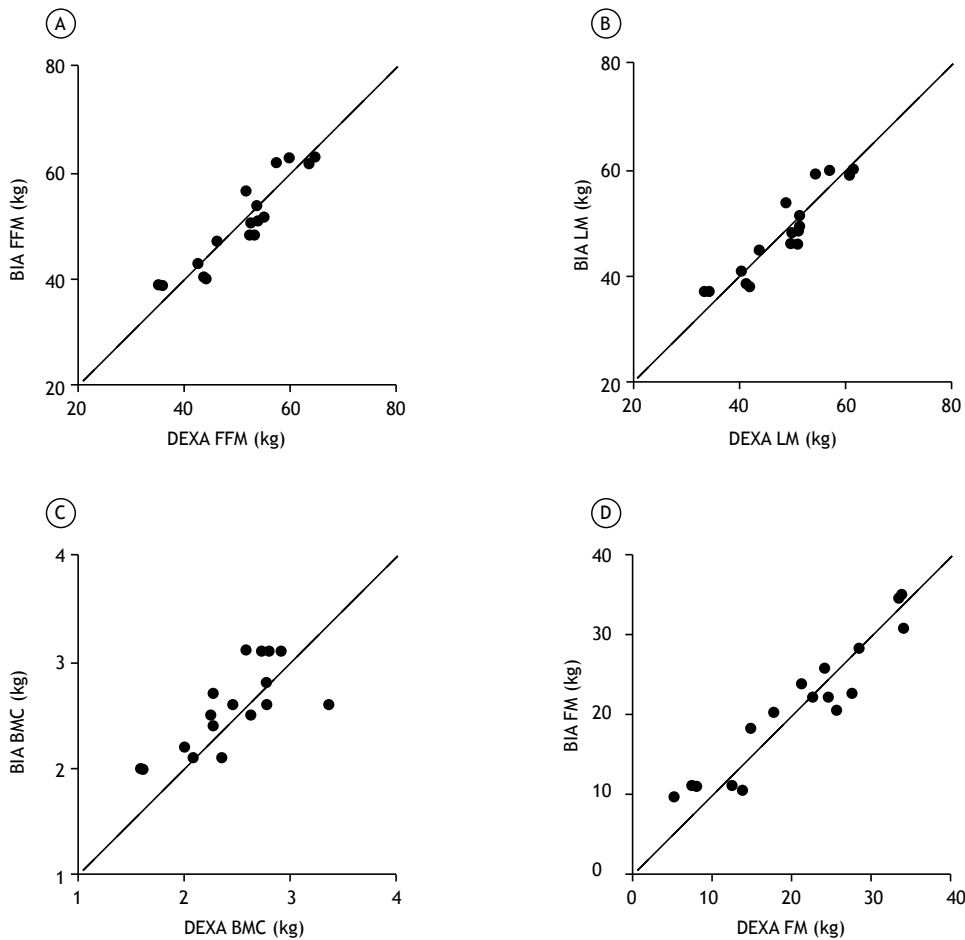 A
80
60
40
20
BIA FFM (kg)
20 40 60 80
DEXA FFM (kg)
B
80
60
40
20
BIA LM (kg)
20 40 60 80
DEXA LM (kg)
C
4
3
2
1
BIA BMC (kg)
1 2 3 4
DEXA BMC (kg)
D
40
30
20
10
0
BIA FM (kg)
0 10 20 30 40
DEXA FM (kg)